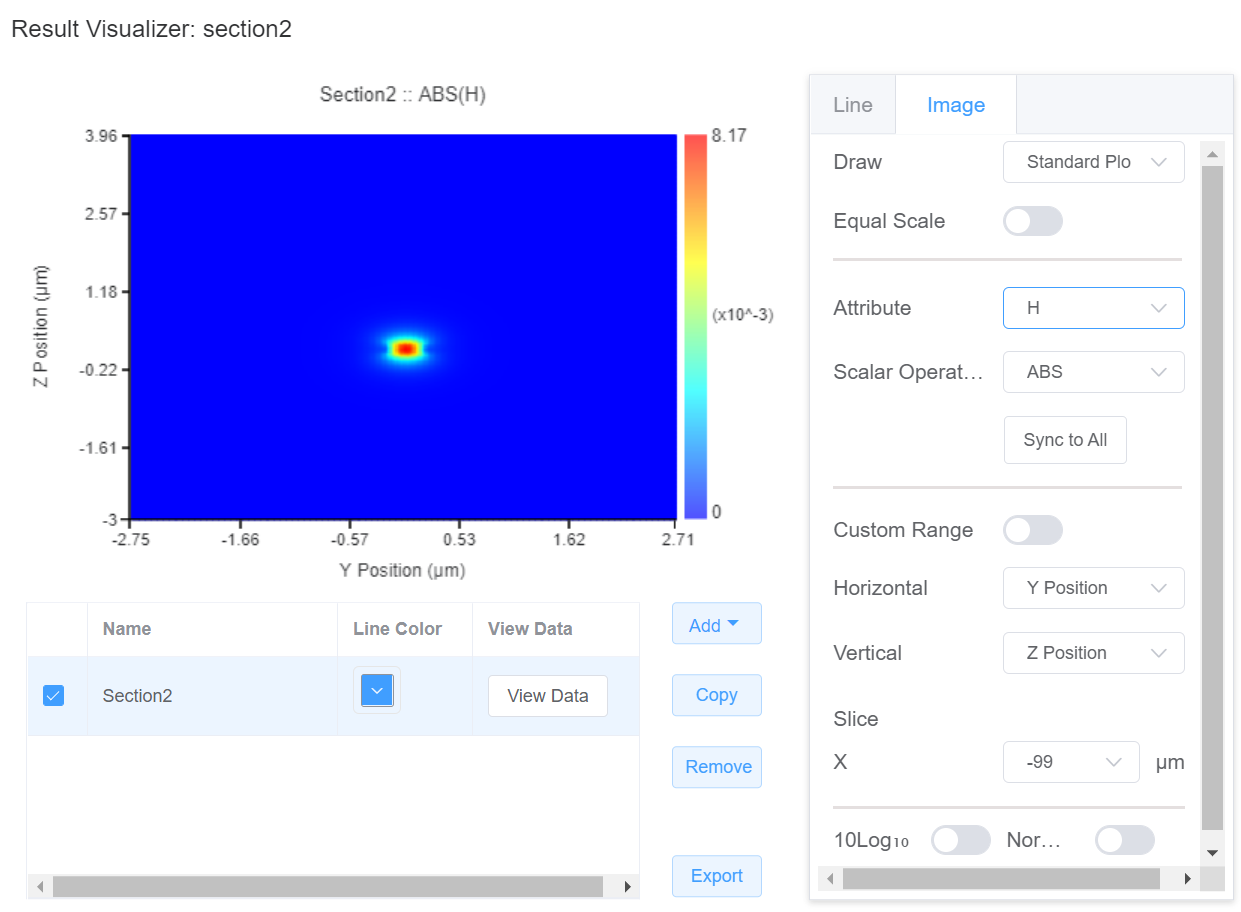 Result Visualizer: section2
Section2 :: ABS(H)
3.96
2.57
1.18
-0.22
-1.61
-3
Z Position (µm)
-2.75 -1.66 -0.57 0.53 1.62 2.71
Y Position (µm)
8.17
(x10^-3)
0
Name Line Color View Data
Section2 View Data
Add
Copy
Remove
Export
Line Image
Draw Standard Plo
Equal Scale
Attribute H
Scalar Operat... ABS
Sync to All
Custom Range
Horizontal Y Position
Vertical Z Position
Slice
X -99 µm
10Log10 Nor...